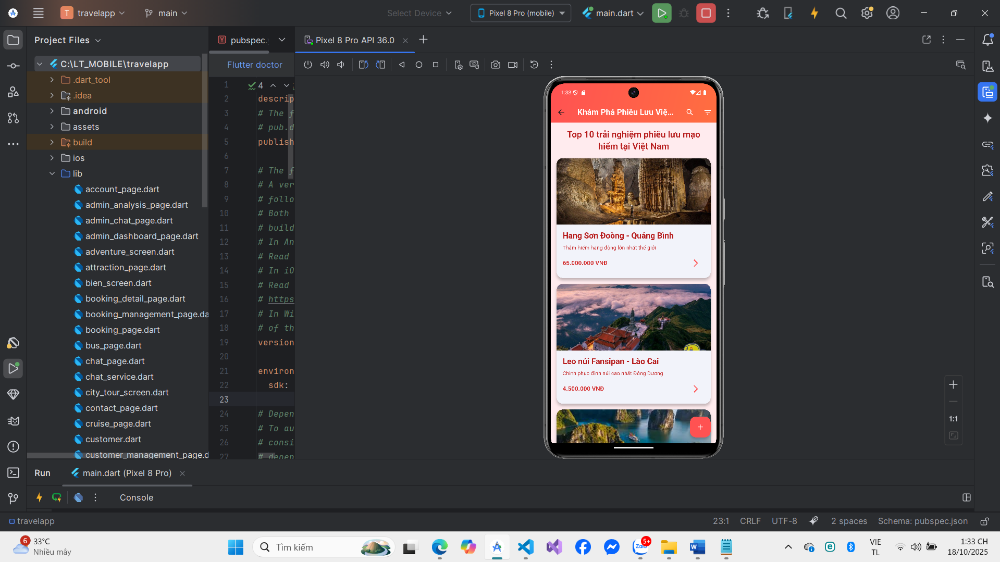 T travelapp
main
Select Device
Pixel 8 Pro (mobile)
main.dart
Project Files
pubspec.
Pixel 8 Pro API 36.0
Flutter doctor
C:\LT_MOBILE\travelapp
.dart_tool
.idea
android
assets
build
ios
lib
account_page.dart
admin_analysis_page.dart
admin_chat_page.dart
admin_dashboard_page.dart
adventure_screen.dart
attraction_page.dart
bien_screen.dart
booking_detail_page.dart
booking_management_page.da
booking_page.dart
bus_page.dart
chat_page.dart
chat_service.dart
city_tour_screen.dart
contact_page.dart
cruise_page.dart
customer.dart
customer_management_page.d
4
1
2 descrip
3 # The f
4 # pub.d
5 publish
6
7 # The f
8 # A ver
9 # follo
10 # Both
11 # build
12 # In An
13 # Read
14 # In iO
15 # Read
16 # https
17 # In Wi
18 # of th
19 version
20
21 environ
22 sdk:
23
24 # Depen
25 # To au
26 # consi
27 # depen
1:33
Khám Phá Phiêu Lưu Việ...
Top 10 trải nghiệm phiêu lưu mạo
hiểm tại Việt Nam
Hang Sơn Đoòng - Quảng Bình
Thám hiểm hang động lớn nhất thế giới
65.000.000 VNĐ
Leo núi Fansipan - Lào Cai
Chinh phục đỉnh núi cao nhất Đông Dương
4.500.000 VNĐ
1:1
Run
main.dart (Pixel 8 Pro)
Console
travelapp
23:1
CRLF
UTF-8
2 spaces
Schema: pubspec.json
6
33°C
Nhiều mây
Tìm kiếm
Zalo
5+
VIE
TL
1:33 CH
18/10/2025